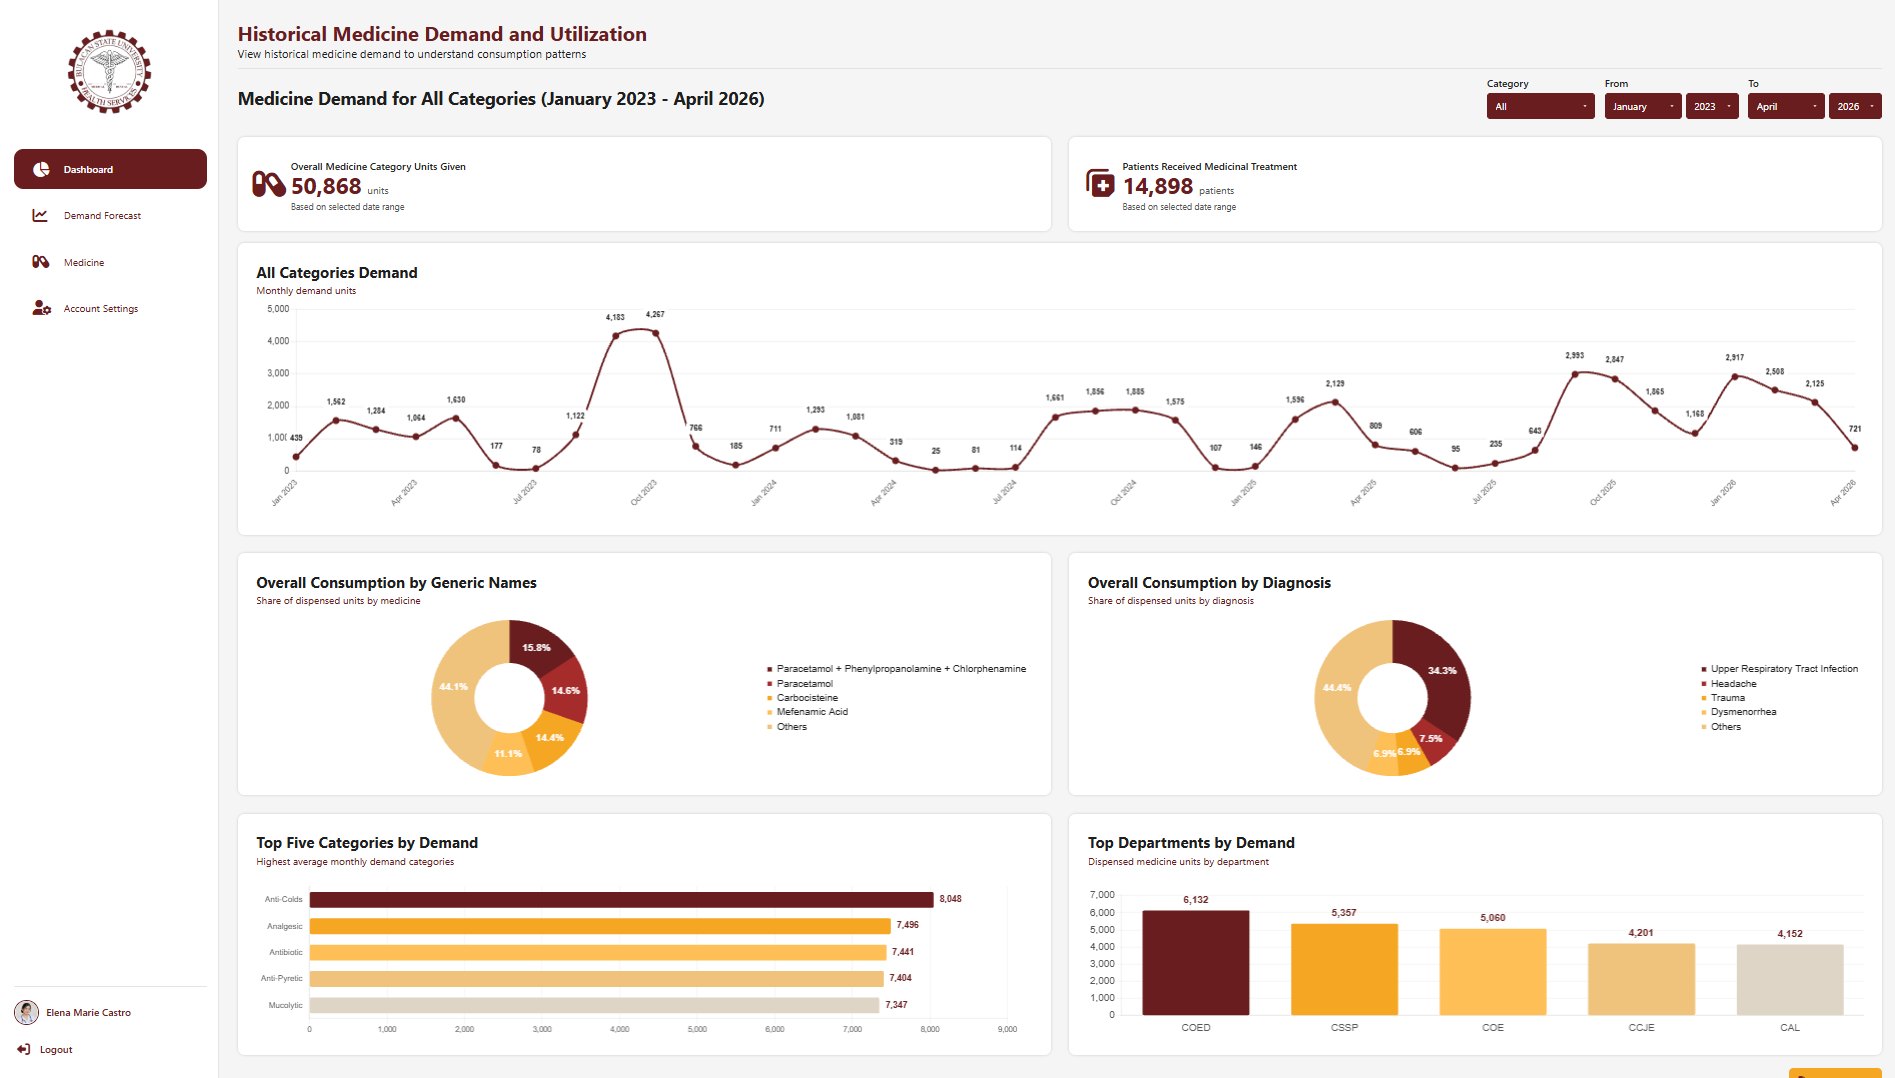 BULACAN STATE UNIVERSITY
HEALTH SERVICES
Dashboard
Demand Forecast
Medicine
Account Settings
Elena Marie Castro
Logout
Historical Medicine Demand and Utilization
View historical medicine demand to understand consumption patterns
Medicine Demand for All Categories (January 2023 - April 2026)
Category From To
All January 2023 April 2026
Overall Medicine Category Units Given
50,868 units
Based on selected date range
Patients Received Medicinal Treatment
14,898 patients
Based on selected date range
All Categories Demand
Monthly demand units
5,000
4,000
3,000
2,000
1,000
0
439 1,562 1,284 1,064 1,630 177 78 1,122 4,183 4,267 766 185 711 1,293 1,081 319 25 81 114 1,661 1,856 1,885 1,575 107 146 1,596 2,129 809 606 95 235 643 2,993 2,847 1,865 1,168 2,917 2,508 2,125 721
Jan 2023 Apr 2023 Jul 2023 Oct 2023 Jan 2024 Apr 2024 Jul 2024 Oct 2024 Jan 2025 Apr 2025 Jul 2025 Oct 2025 Jan 2026 Apr 2026
Overall Consumption by Generic Names
Share of dispensed units by medicine
15.8%
14.6%
14.4%
11.1%
44.1%
Paracetamol + Phenylpropanolamine + Chlorphenamine
Paracetamol
Carbocisteine
Mefenamic Acid
Others
Overall Consumption by Diagnosis
Share of dispensed units by diagnosis
34.3%
7.5%
6.9%
6.9%
44.4%
Upper Respiratory Tract Infection
Headache
Trauma
Dysmenorrhea
Others
Top Five Categories by Demand
Highest average monthly demand categories
Anti-Colds 8,048
Analgesic 7,496
Antibiotic 7,441
Anti-Pyretic 7,404
Mucolytic 7,347
0 1,000 2,000 3,000 4,000 5,000 6,000 7,000 8,000 9,000
Top Departments by Demand
Dispensed medicine units by department
7,000
6,000
5,000
4,000
3,000
2,000
1,000
0
6,132 5,357 5,060 4,201 4,152
COED CSSP COE CCJE CAL